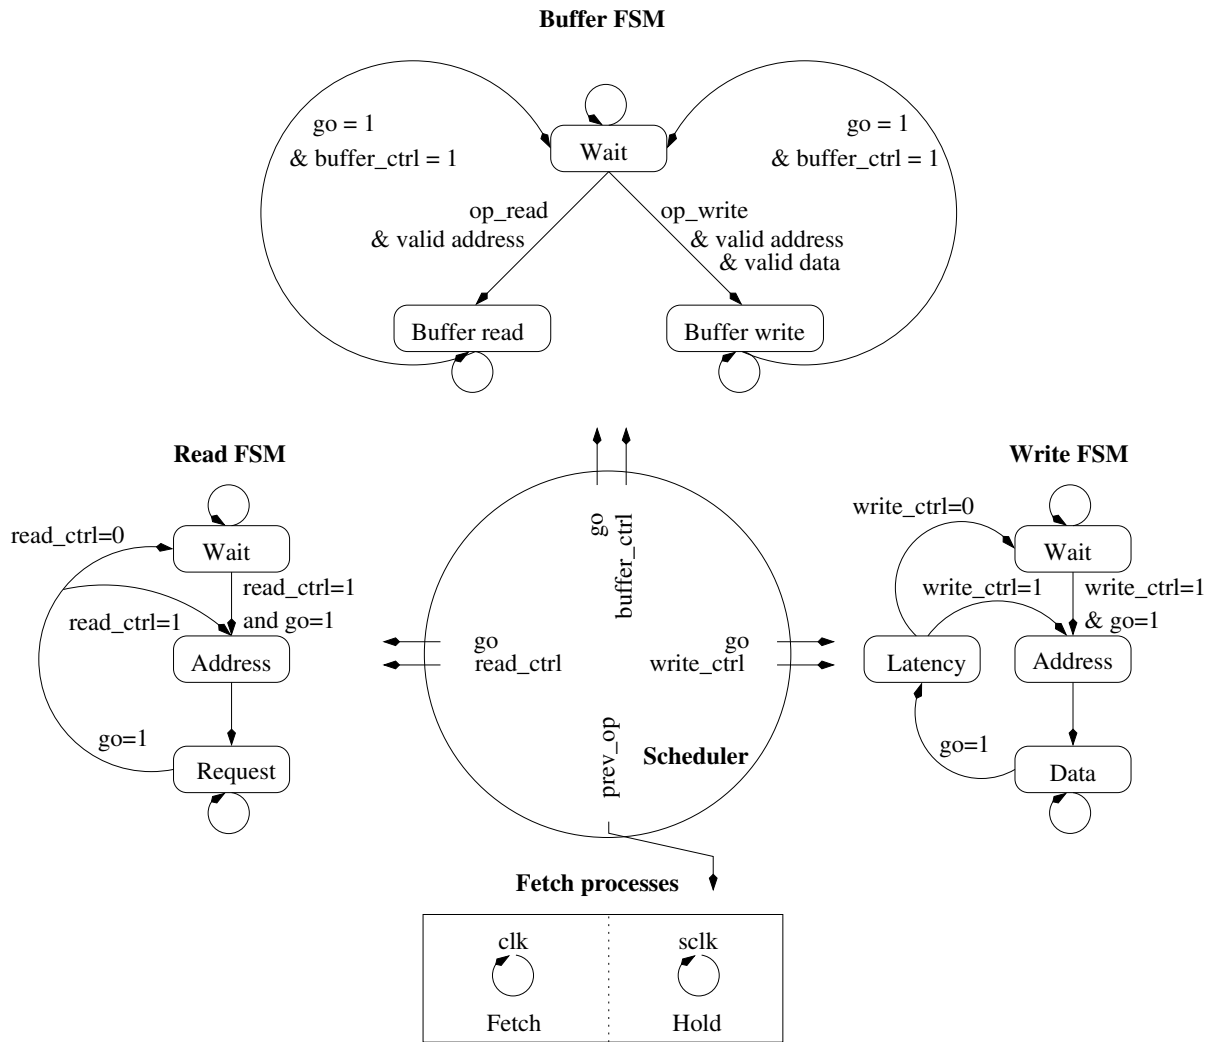 Buffer FSM
go = 1
& buffer_ctrl = 1
Wait
go = 1
& buffer_ctrl = 1
op_read
& valid address
op_write
& valid address
& valid data
Buffer read
Buffer write
Read FSM
read_ctrl=0
Wait
read_ctrl=1
and go=1
read_ctrl=1
Address
go=1
Request
go
buffer_ctrl
go
read_ctrl
go
write_ctrl
prev_op
Scheduler
Write FSM
write_ctrl=0
Wait
write_ctrl=1
write_ctrl=1
& go=1
Latency
Address
go=1
Data
Fetch processes
clk
Fetch
sclk
Hold